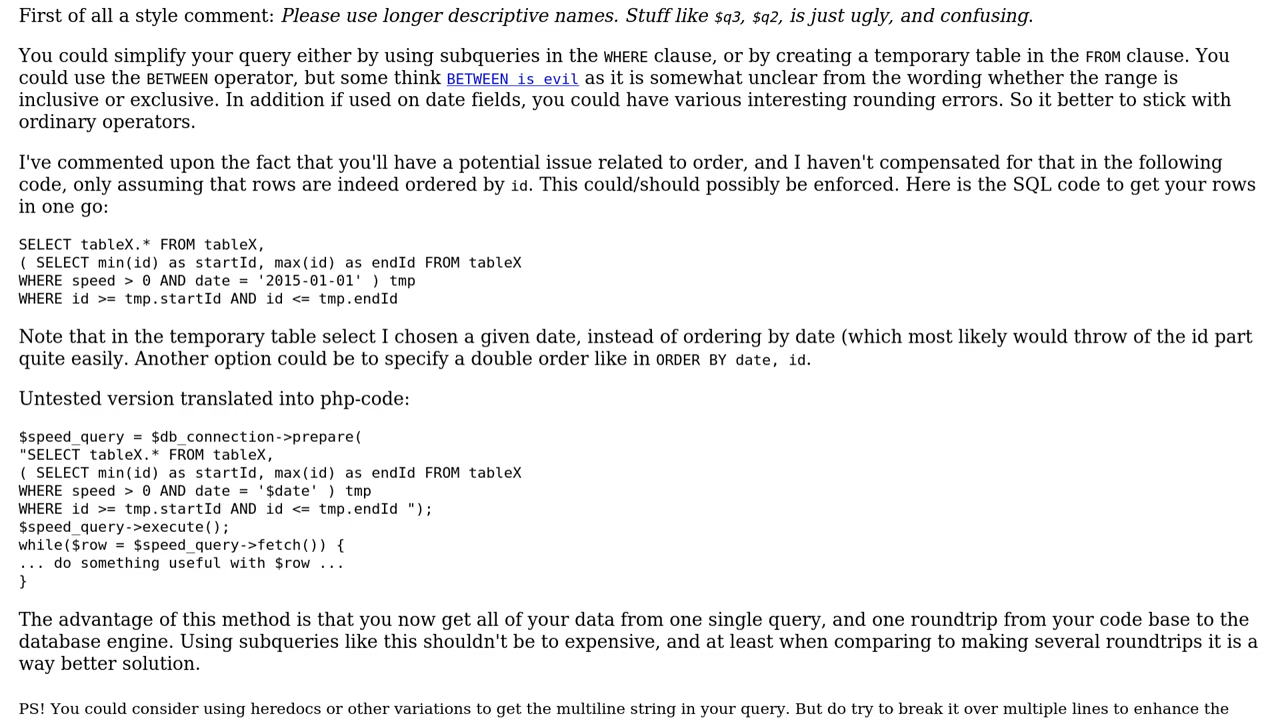 First of all a style comment: Please use longer descriptive names. Stuff like $q3, $q2, is just ugly, and confusing.
You could simplify your query either by using subqueries in the WHERE clause, or by creating a temporary table in the FROM clause. You
could use the BETWEEN operator, but some think BETWEEN is evil as it is somewhat unclear from the wording whether the range is
inclusive or exclusive. In addition if used on date fields, you could have various interesting rounding errors. So it better to stick with
ordinary operators.
I've commented upon the fact that you'll have a potential issue related to order, and I haven't compensated for that in the following
code, only assuming that rows are indeed ordered by id. This could/should possibly be enforced. Here is the SQL code to get your rows
in one go:
SELECT tableX.* FROM tableX,
( SELECT min(id) as startId, max(id) as endId FROM tableX
WHERE speed > 0 AND date = '2015-01-01' ) tmp
WHERE id >= tmp.startId AND id <= tmp.endId
Note that in the temporary table select I chosen a given date, instead of ordering by date (which most likely would throw of the id part
quite easily. Another option could be to specify a double order like in ORDER BY date, id.
Untested version translated into php-code:
$speed_query = $db_connection->prepare(
"SELECT tableX.* FROM tableX,
( SELECT min(id) as startId, max(id) as endId FROM tableX
WHERE speed > 0 AND date = '$date' ) tmp
WHERE id >= tmp.startId AND id <= tmp.endId ");
$speed_query->execute();
while($row = $speed_query->fetch()) {
... do something useful with $row ...
}
The advantage of this method is that you now get all of your data from one single query, and one roundtrip from your code base to the
database engine. Using subqueries like this shouldn't be to expensive, and at least when comparing to making several roundtrips it is a
way better solution.
PS! You could consider using heredocs or other variations to get the multiline string in your query. But do try to break it over multiple lines to enhance the